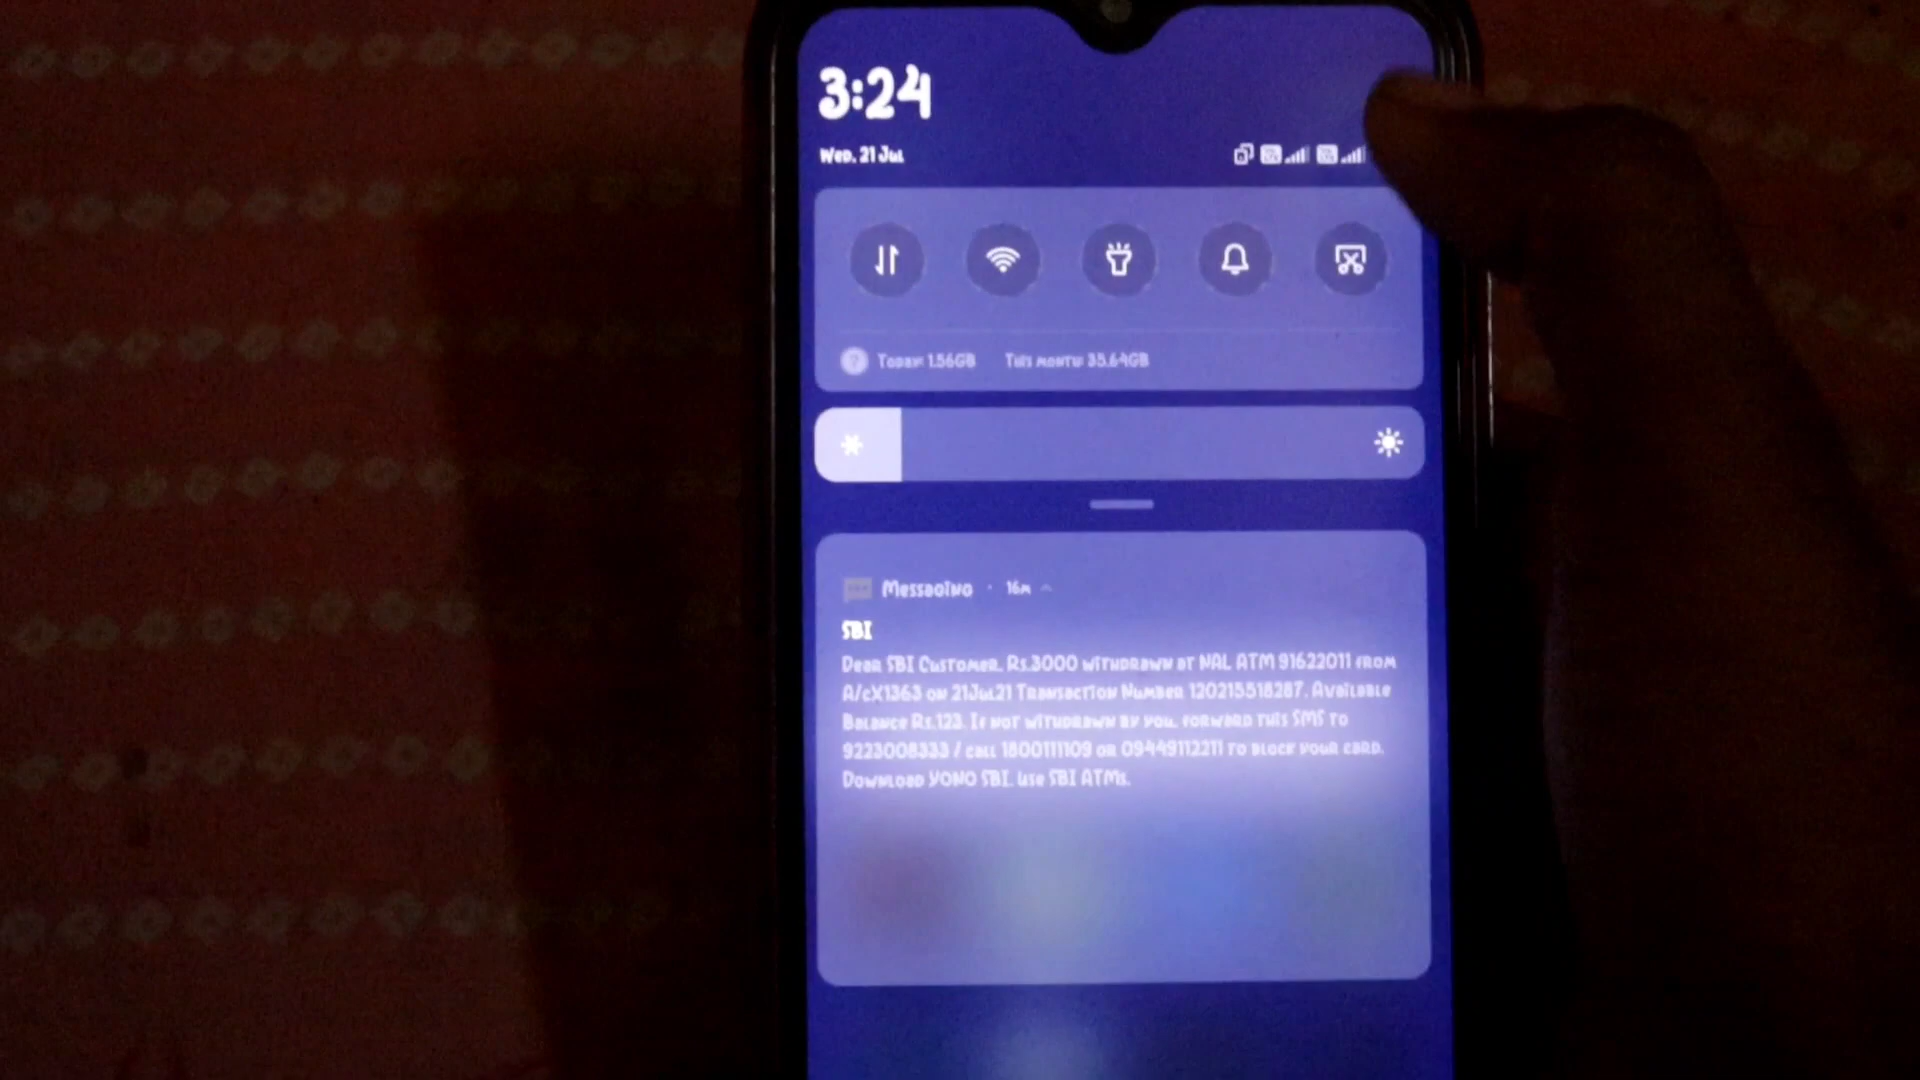 3:24
Wed, 21 Jul
Today: 1.56GB This month: 35.64GB
Messaging · 16m
SBI
Dear SBI Customer, Rs.3000 withdrawn at NAL ATM 91622011 from
A/cX1363 on 21Jul21 Transaction Number 120215518287. Available
Balance Rs.123. If not withdrawn by you, forward this SMS to
9223008333 / call 1800111109 or 09449112211 to block your card.
Download YONO SBI. Use SBI ATMs.